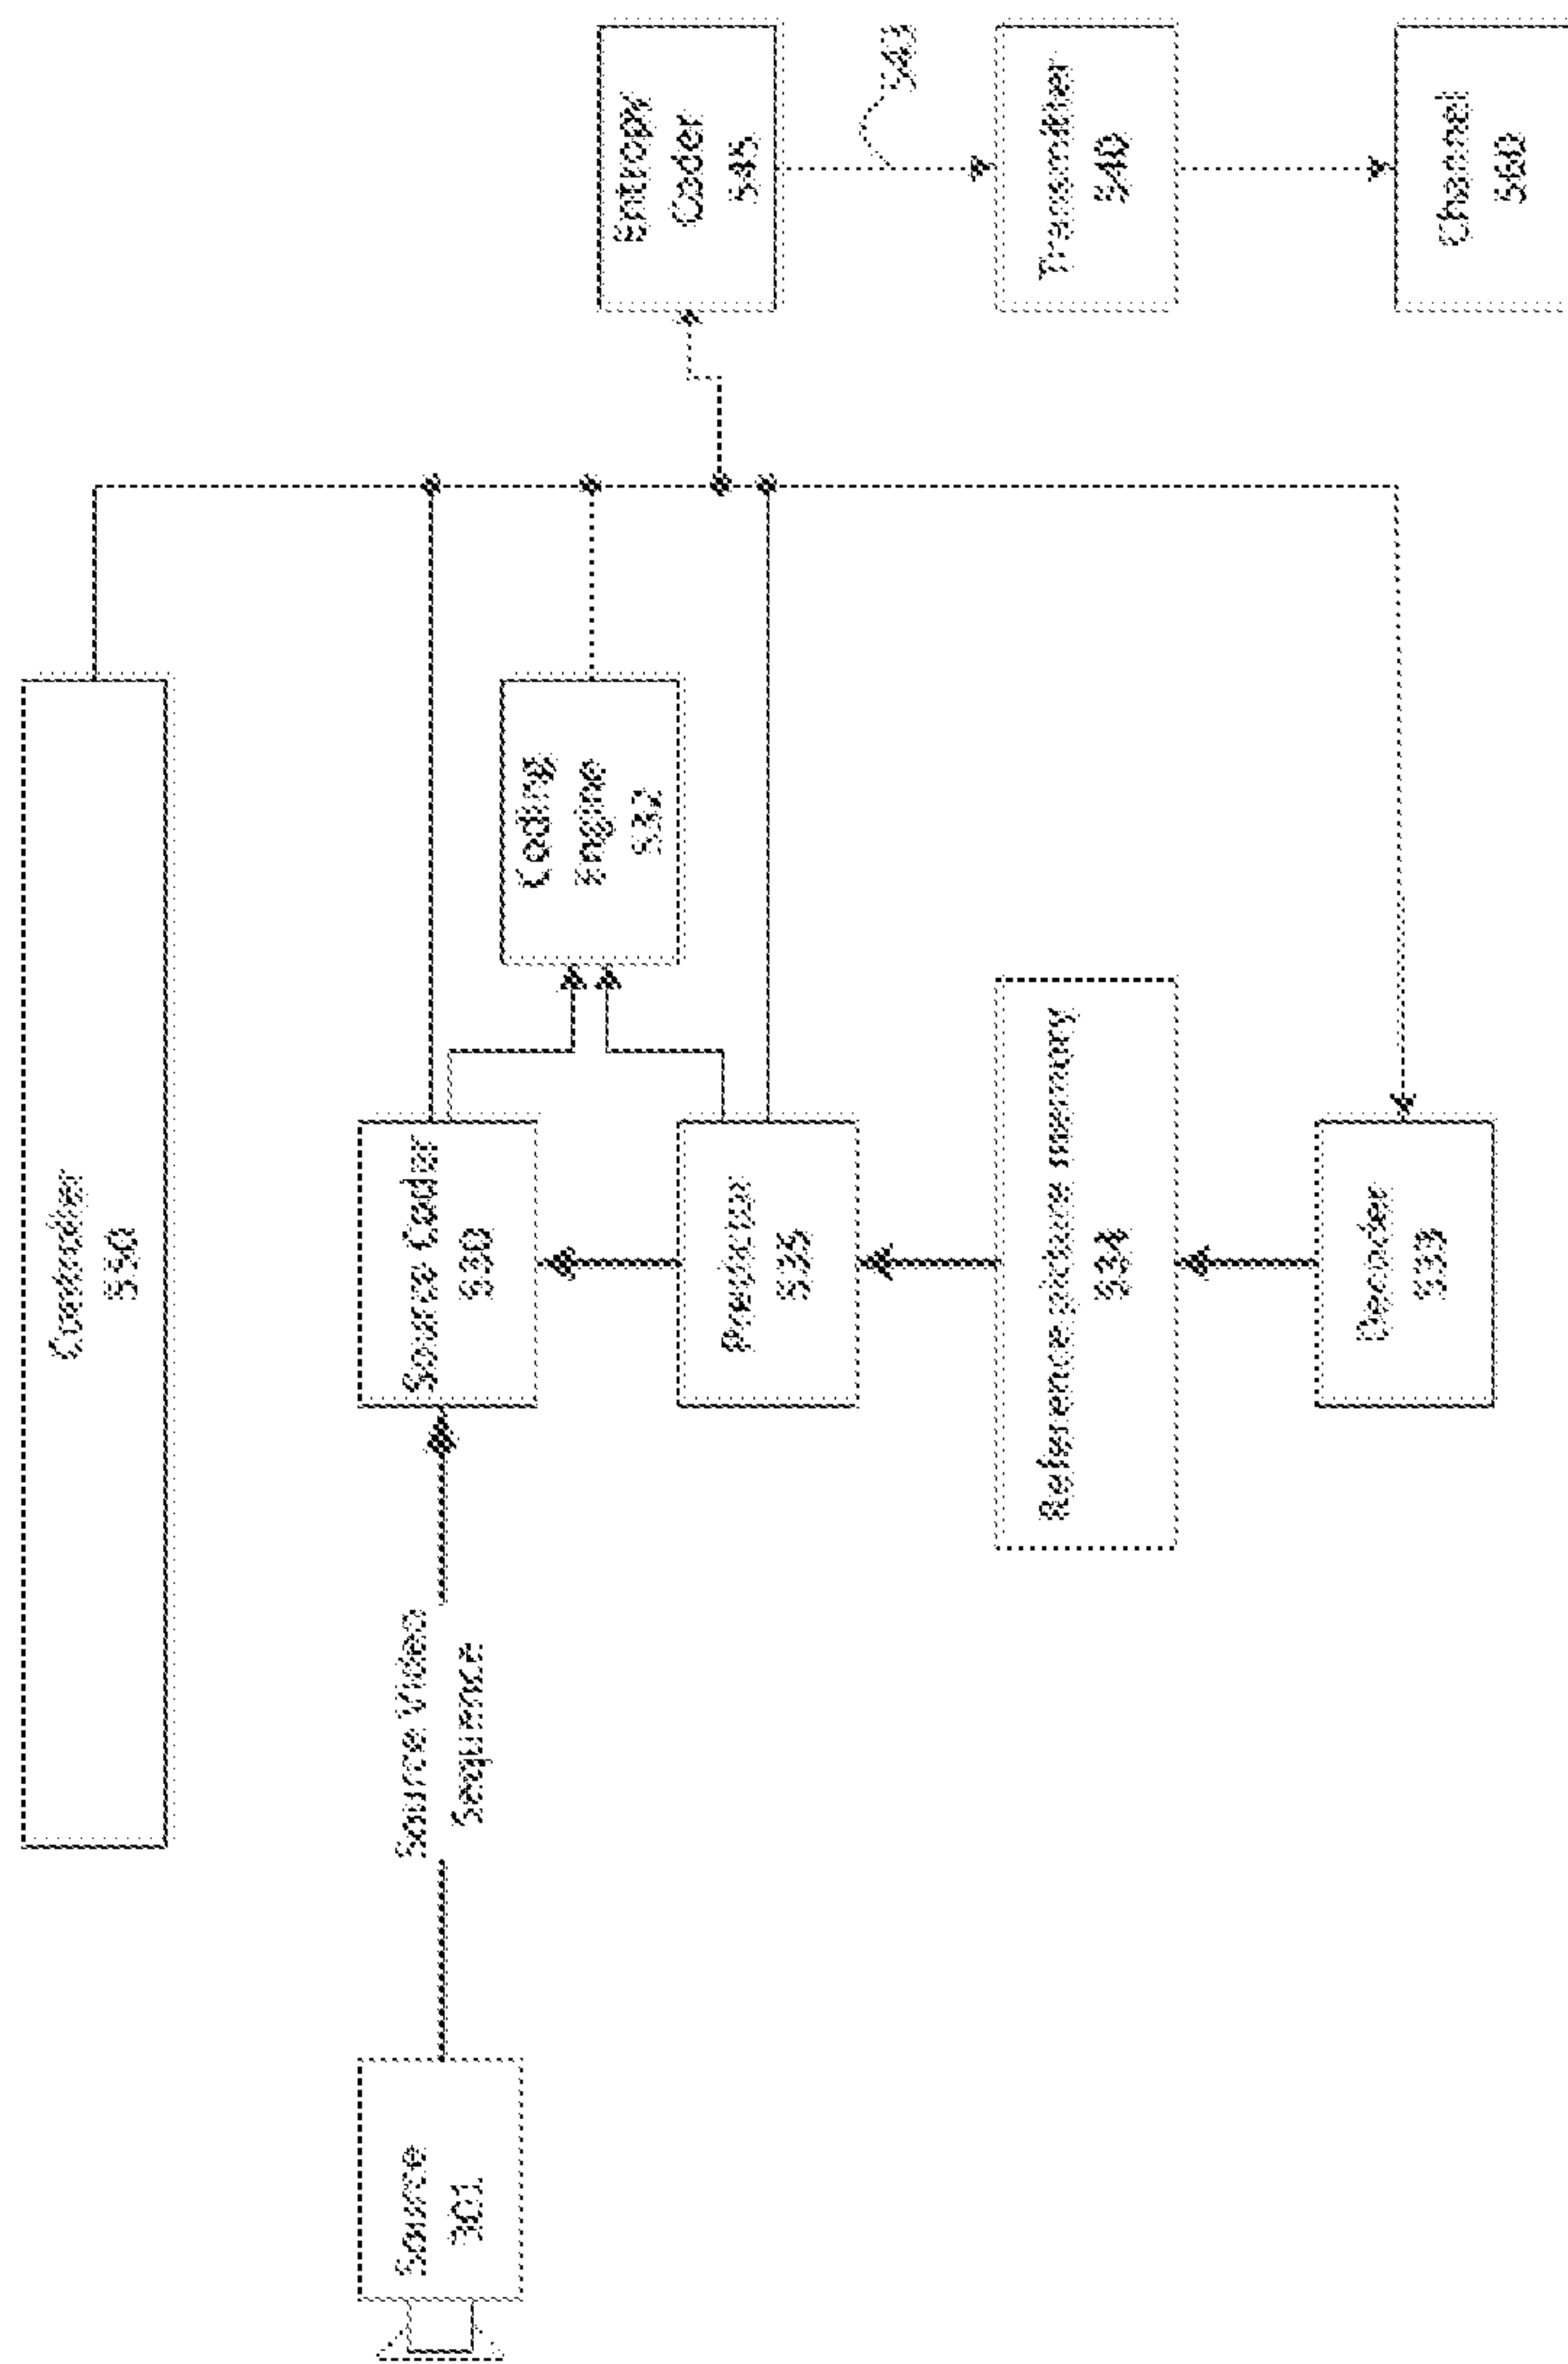 Controller
550
Source
301
Source Video
Sequence
Source Coder
530
Coding
Engine
532
Predictor
535
Reference picture memory
534
Decoder
533
Entropy
Coder
545
543
Transmitter
540
Channel
560